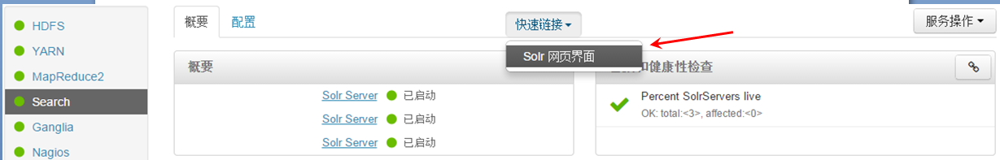 HDFS
YARN
MapReduce2
Search
Ganglia
Nagios
概要
配置
快速链接
服务操作
Solr 网页界面
概要
和健康性检查
Solr Server 已启动
Solr Server 已启动
Solr Server 已启动
Percent SolrServers live
OK: total:<3>, affected:<0>